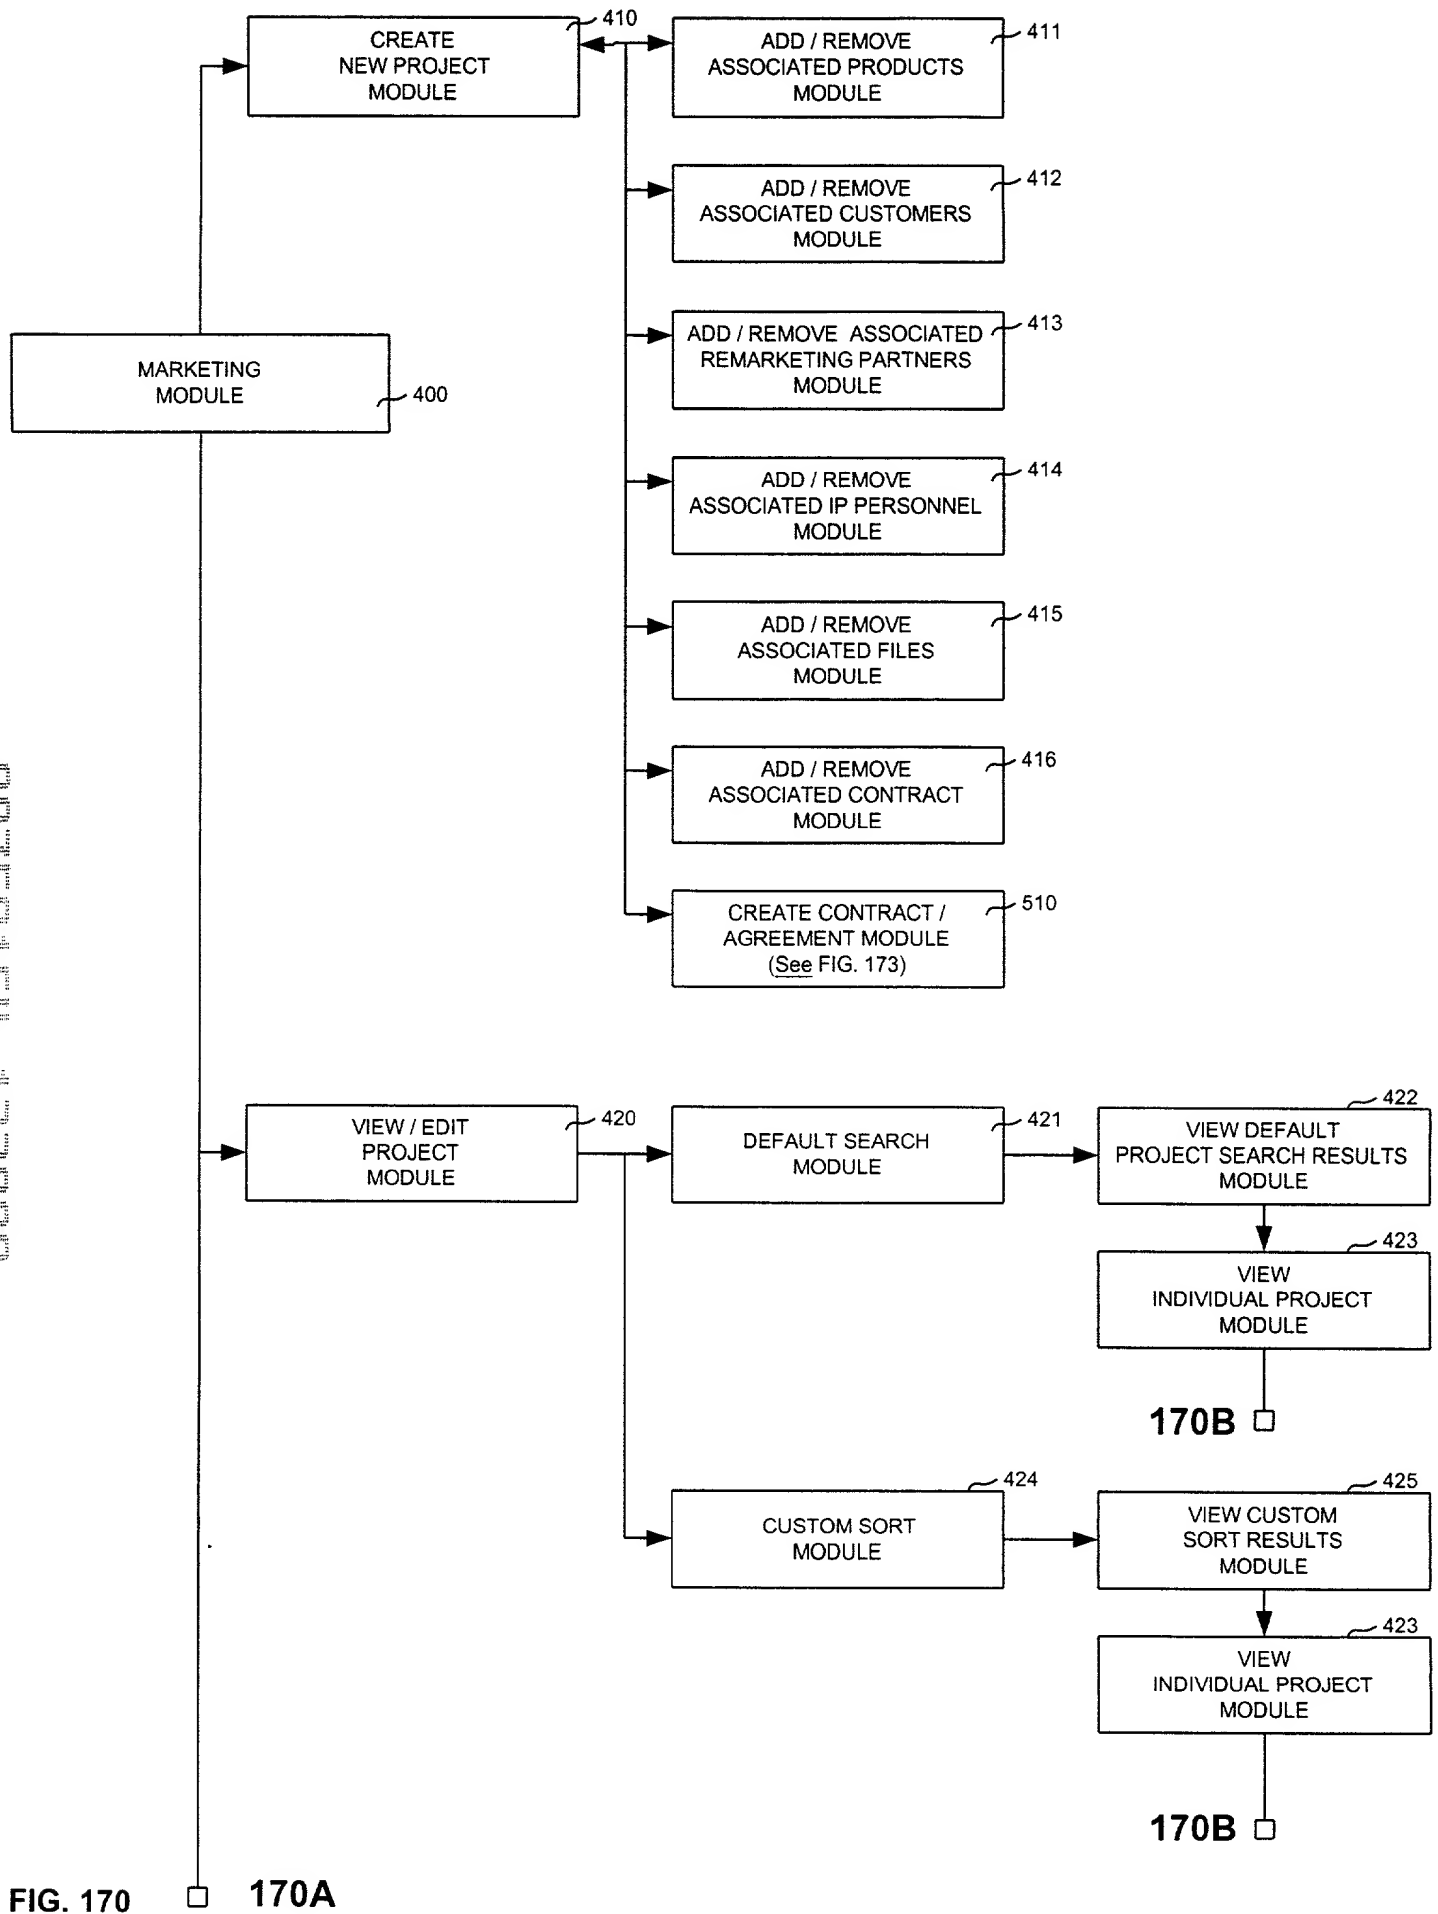 410
CREATE
NEW PROJECT
MODULE
411
ADD / REMOVE
ASSOCIATED PRODUCTS
MODULE
412
ADD / REMOVE
ASSOCIATED CUSTOMERS
MODULE
413
ADD / REMOVE ASSOCIATED
REMARKETING PARTNERS
MODULE
MARKETING
MODULE
400
414
ADD / REMOVE
ASSOCIATED IP PERSONNEL
MODULE
415
ADD / REMOVE
ASSOCIATED FILES
MODULE
416
ADD / REMOVE
ASSOCIATED CONTRACT
MODULE
510
CREATE CONTRACT /
AGREEMENT MODULE
(See FIG. 173)
420
VIEW / EDIT
PROJECT
MODULE
421
DEFAULT SEARCH
MODULE
422
VIEW DEFAULT
PROJECT SEARCH RESULTS
MODULE
423
VIEW
INDIVIDUAL PROJECT
MODULE
170B
424
CUSTOM SORT
MODULE
425
VIEW CUSTOM
SORT RESULTS
MODULE
423
VIEW
INDIVIDUAL PROJECT
MODULE
170B
FIG. 170
170A